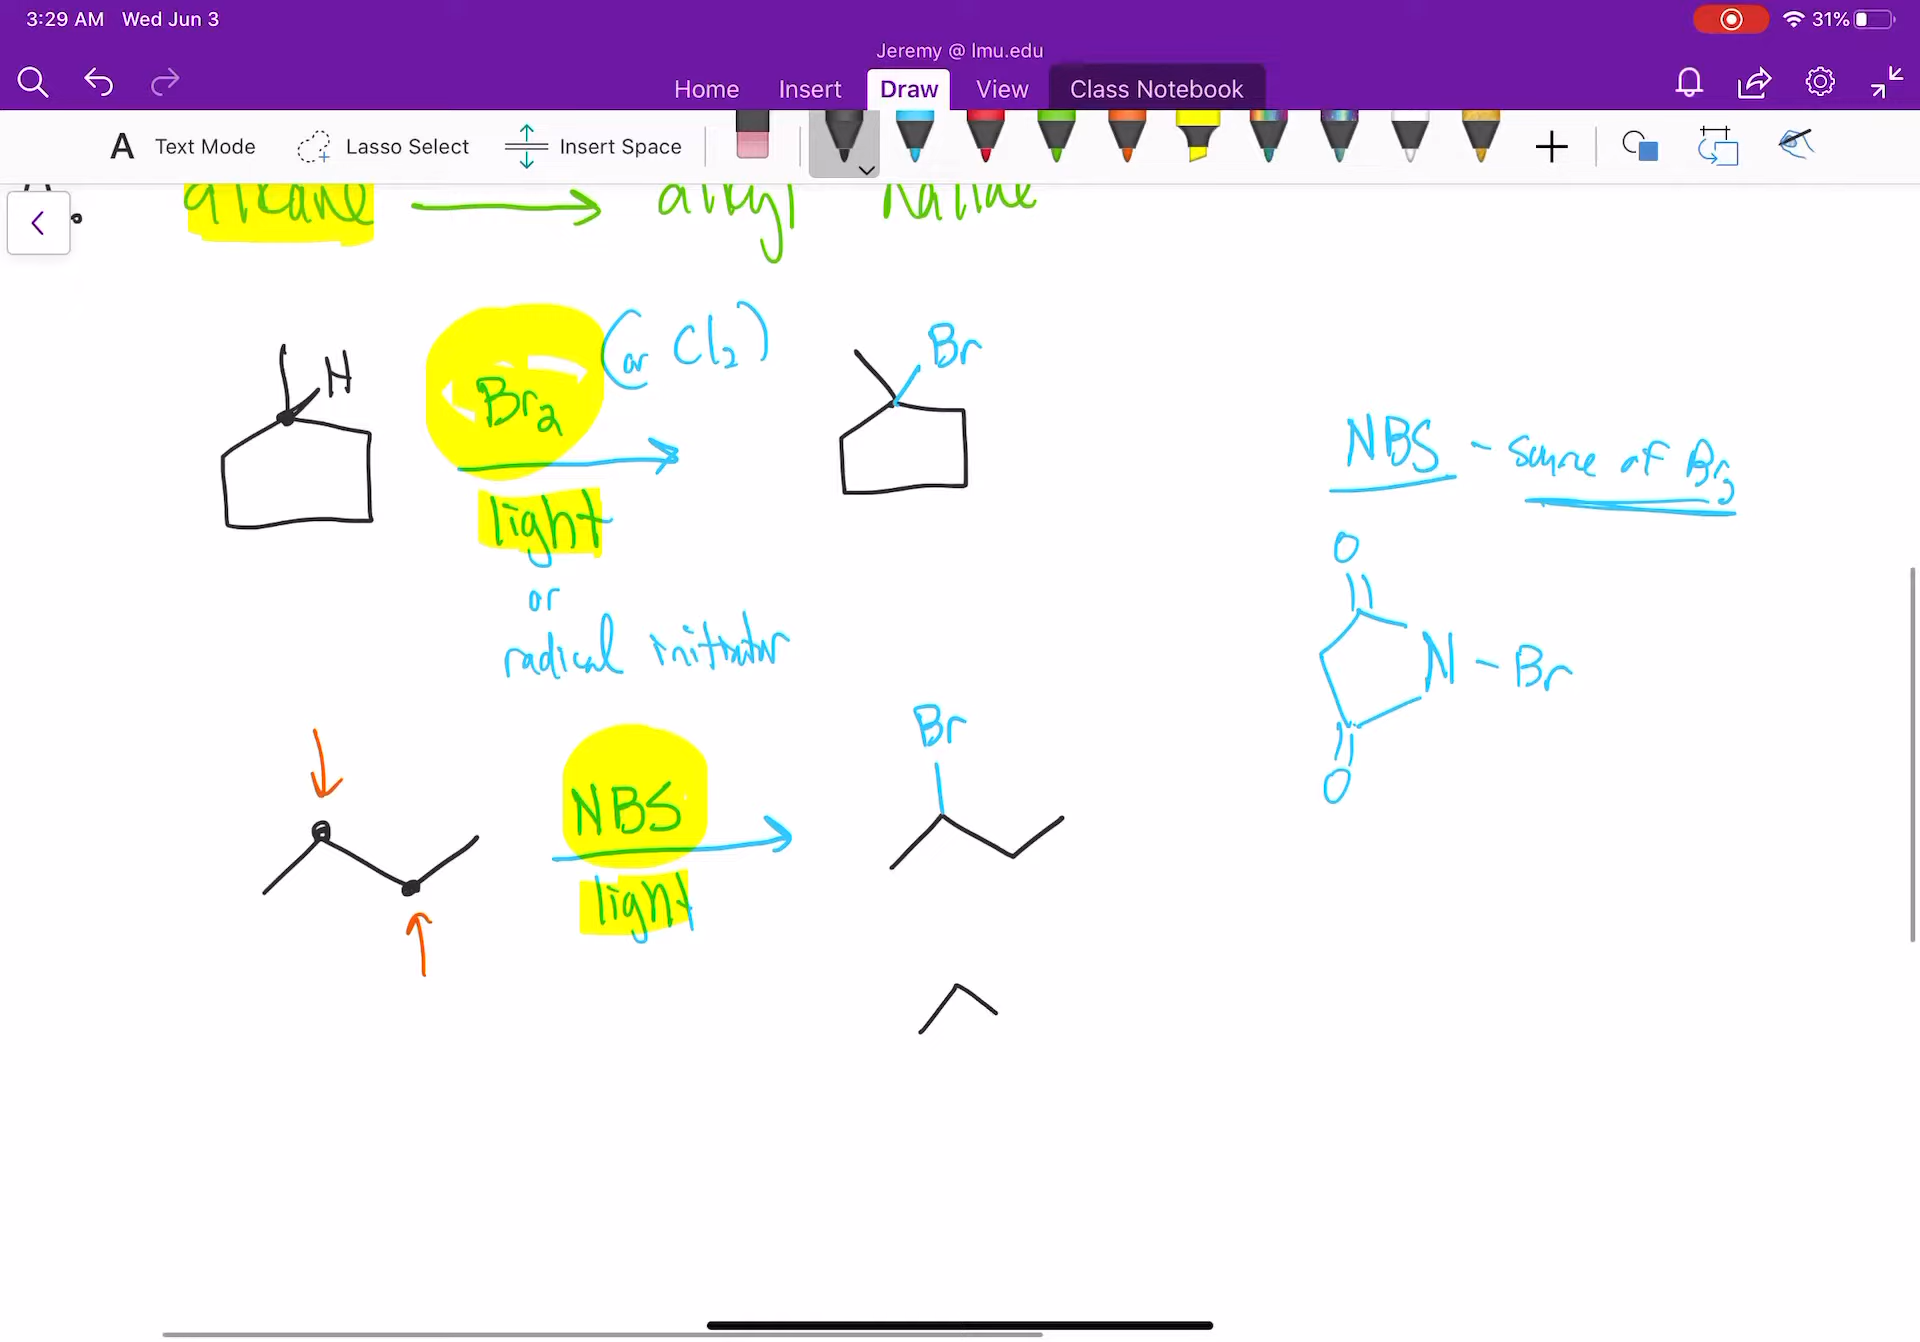 3:29 AM Wed Jun 3
31%
Jeremy @ lmu.edu
Home Insert Draw View Class Notebook
A Text Mode Lasso Select Insert Space
alkane alkyl halide
H
Br2
(or Cl2)
light
or
radical initiator
Br
NBS - source of Br2
O
N - Br
O
NBS
light
Br